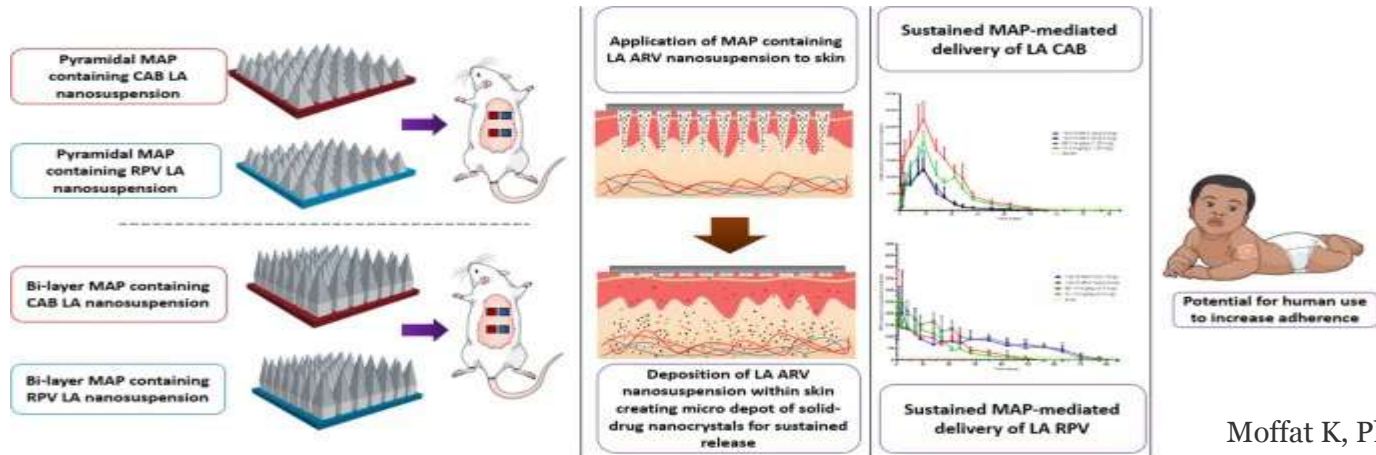 Pyramidal MAP
containing CAB LA
nanosuspension
Pyramidal MAP
containing RPV LA
nanosuspension
Bi-layer MAP containing
CAB LA nanosuspension
Bi-layer MAP containing
RPV LA nanosuspension
Application of MAP containing
LA ARV nanosuspension to skin
Deposition of LA ARV
nanosuspension within skin
creating micro depot of solid-
drug nanocrystals for sustained
release
Sustained MAP-mediated
delivery of LA CAB
Sustained MAP-mediated
delivery of LA RPV
Potential for human use
to increase adherence
Moffat K, Ph